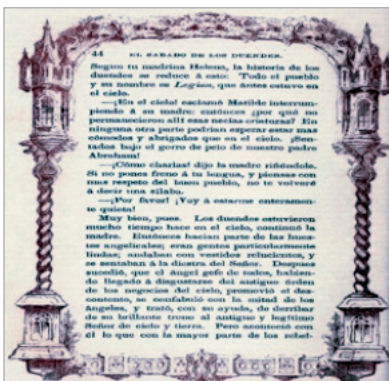 44 EL SABADO DE LOS DUENDES.
Segun tu madrina Helena, la historia de los
duendes se reduce á esto: Todo el pueblo
y su nombre es Legion, que ántes estuvo en
el cielo.
—¡En el cielo! esclamó Matilde interrum-
piendo á su madre; entónces ¿por qué no
permanecieron allí esas necias criaturas? En
ninguna otra parte podrian esperar estar mas
cómodos y abrigados que en el cielo. ¡Sen-
tados bajo el gorro de pelo de nuestro padre
Abraham!
—¡Cómo charlas! dijo la madre riñéndole.
Si no pones freno á tu lengua, y piensas con
mas respeto del buen pueblo, no te volveré
á decir una sílaba.
—¡Por favor! ¡Voy á estarme enteramen-
te quieta!
Muy bien, pues. Los duendes estuvieron
mucho tiempo hace en el cielo, continuó la
madre. Entónces hacian parte de las hues-
tes angelicales; eran gentes particularmente
lindas; andaban con vestidos relucientes, y
se sentaban á la diestra del Señor. Despues
sucedió, que el Angel gefe de todos, habien-
do llegado á disgustarse del antiguo órden
de los negocios del cielo, promovió el des-
contento, se confabuló con la mitad de los
Angeles, y trató, con su ayuda, de derribar
de su brillante trono al antiguo y legítimo
Señor de cielo y tierra. Pero aconteció con
él lo que con la mayor parte de los rebel-